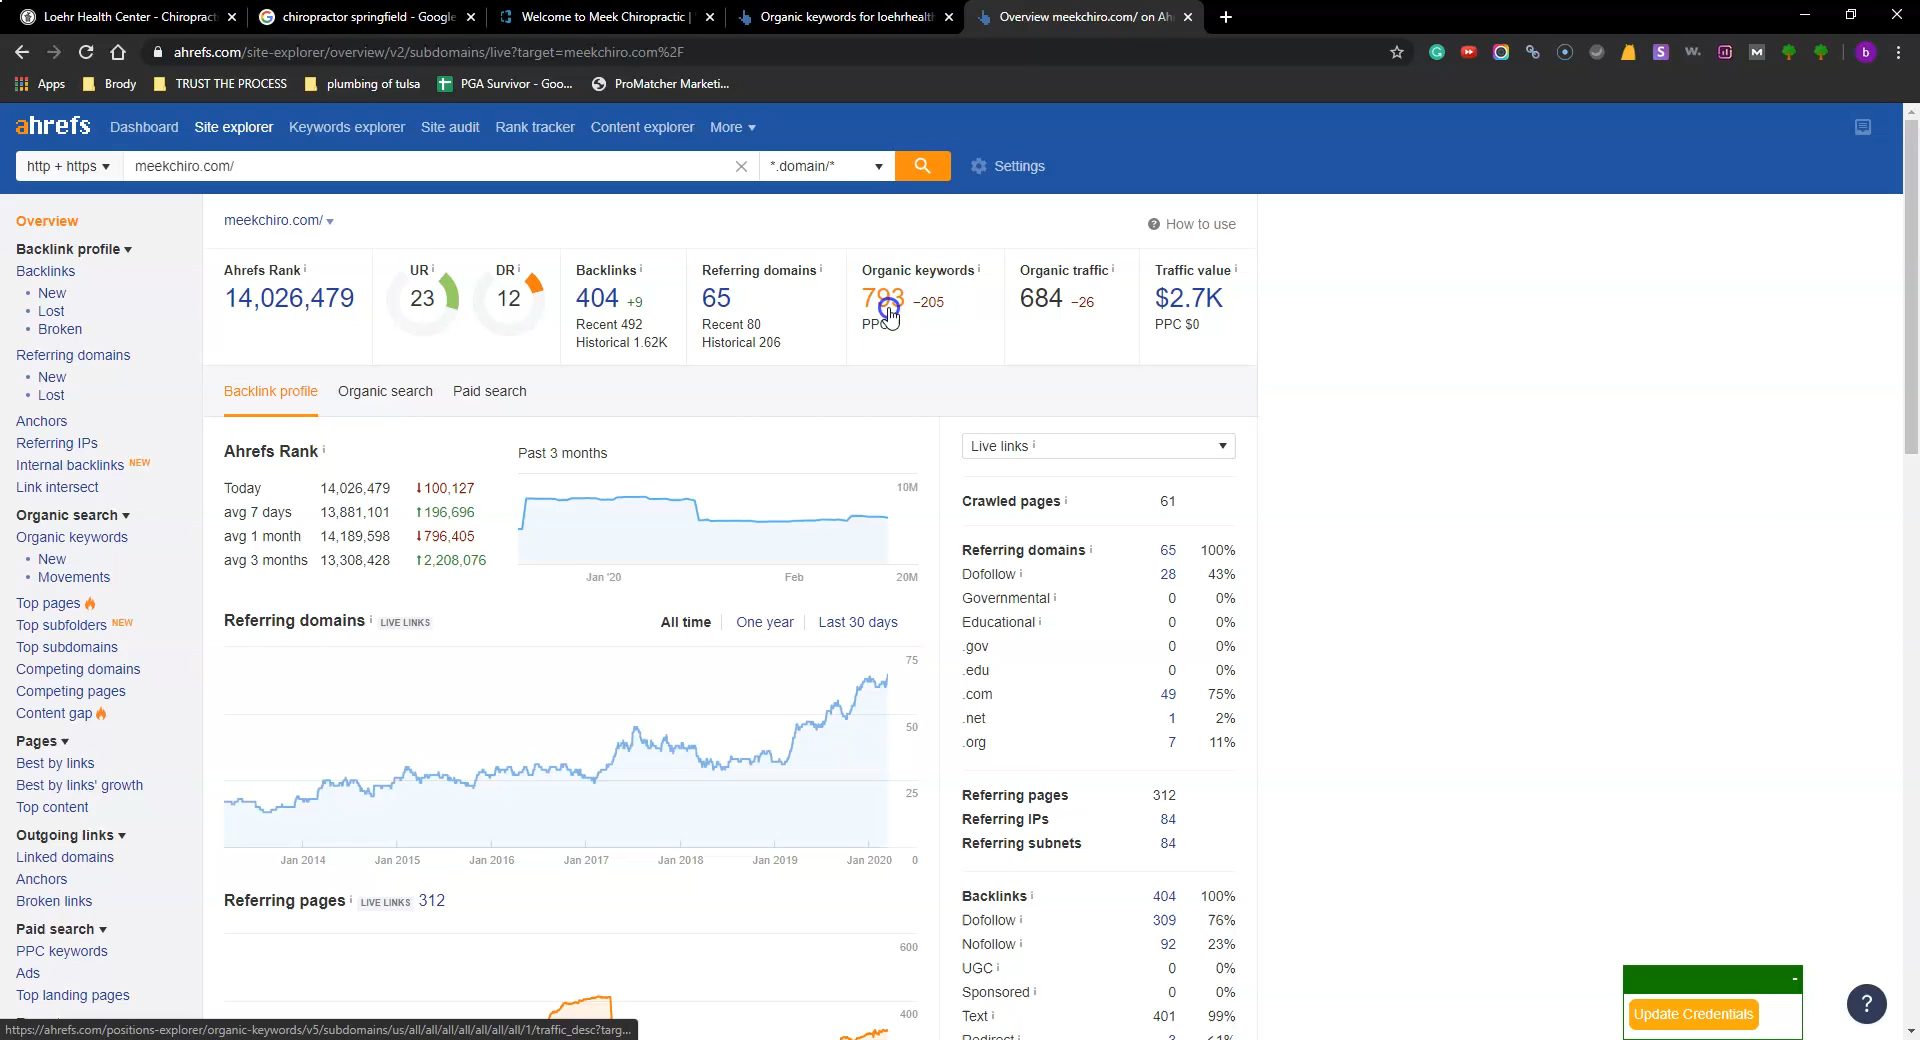 Loehr Health Center - Chiropract
chiropractor springfield - Google
Welcome to Meek Chiropractic |
Organic keywords for loehrhealt
Overview meekchiro.com/ on Ah
ahrefs.com/site-explorer/overview/v2/subdomains/live?target=meekchiro.com%2F
Apps
Brody
TRUST THE PROCESS
plumbing of tulsa
PGA Survivor - Goo...
ProMatcher Marketi...
ahrefs
Dashboard
Site explorer
Keywords explorer
Site audit
Rank tracker
Content explorer
More
http + https
meekchiro.com/
*.domain/*
Settings
Overview
Backlink profile
Backlinks
New
Lost
Broken
Referring domains
New
Lost
Anchors
Referring IPs
Internal backlinks NEW
Link intersect
Organic search
Organic keywords
New
Movements
Top pages
Top subfolders NEW
Top subdomains
Competing domains
Competing pages
Content gap
Pages
Best by links
Best by links' growth
Top content
Outgoing links
Linked domains
Anchors
Broken links
Paid search
PPC keywords
Ads
Top landing pages
https://ahrefs.com/positions-explorer/organic-keywords/v5/subdomains/us/all/all/all/all/all/all/all/1/traffic_desc?targ...
meekchiro.com/
How to use
Ahrefs Rank
14,026,479
UR
23
DR
12
Backlinks
404 +9
Recent 492
Historical 1.62K
Referring domains
65
Recent 80
Historical 206
Organic keywords
793 -205
PPC
Organic traffic
684 -26
Traffic value
$2.7K
PPC $0
Backlink profile
Organic search
Paid search
Ahrefs Rank
Today 14,026,479 ↓100,127
avg 7 days 13,881,101 ↑196,696
avg 1 month 14,189,598 ↓796,405
avg 3 months 13,308,428 ↑2,208,076
Past 3 months
10M
Jan '20 Feb 20M
Referring domains LIVE LINKS
All time
One year
Last 30 days
75
50
25
Jan 2014 Jan 2015 Jan 2016 Jan 2017 Jan 2018 Jan 2019 Jan 2020 0
Referring pages LIVE LINKS 312
600
400
Live links
Crawled pages 61
Referring domains 65 100%
Dofollow 28 43%
Governmental 0 0%
Educational 0 0%
.gov 0 0%
.edu 0 0%
.com 49 75%
.net 1 2%
.org 7 11%
Referring pages 312
Referring IPs 84
Referring subnets 84
Backlinks 404 100%
Dofollow 309 76%
Nofollow 92 23%
UGC 0 0%
Sponsored 0 0%
Text 401 99%
Redirect 3 <1%
-
Update Credentials
?